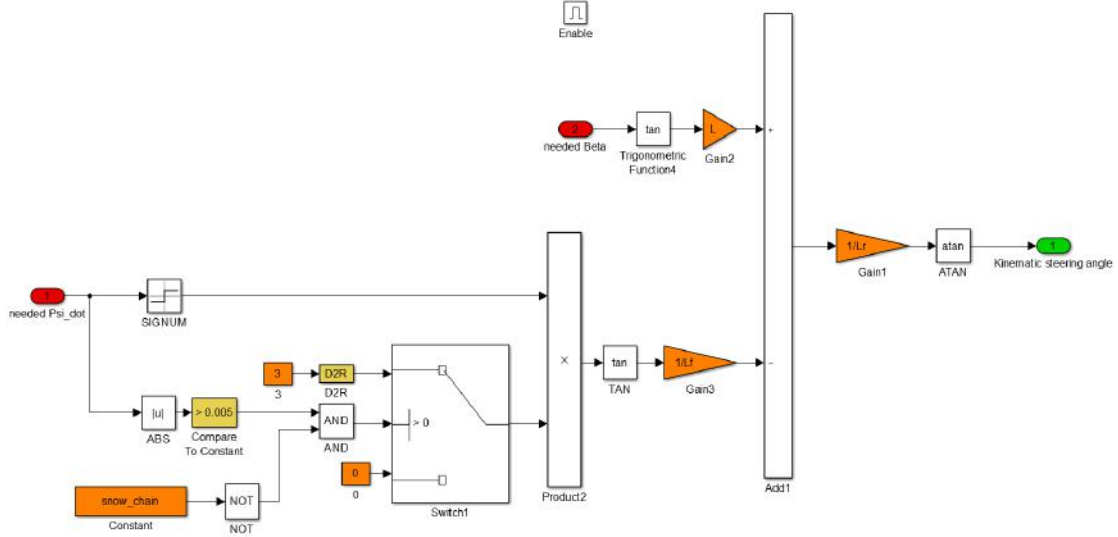 Enable
2
needed Beta
tan
Trigonometric
Function4
L
Gain2
+
1/Lr
Gain1
atan
ATAN
1
Kinematic steering angle
1
needed Psi_dot
SIGNUM
3
3
D2R
D2R
|u|
ABS
> 0.005
Compare
To Constant
AND
AND
> 0
0
0
Switch1
snow_chain
Constant
NOT
NOT
X
Product2
tan
TAN
1/Lf
Gain3
−
Add1